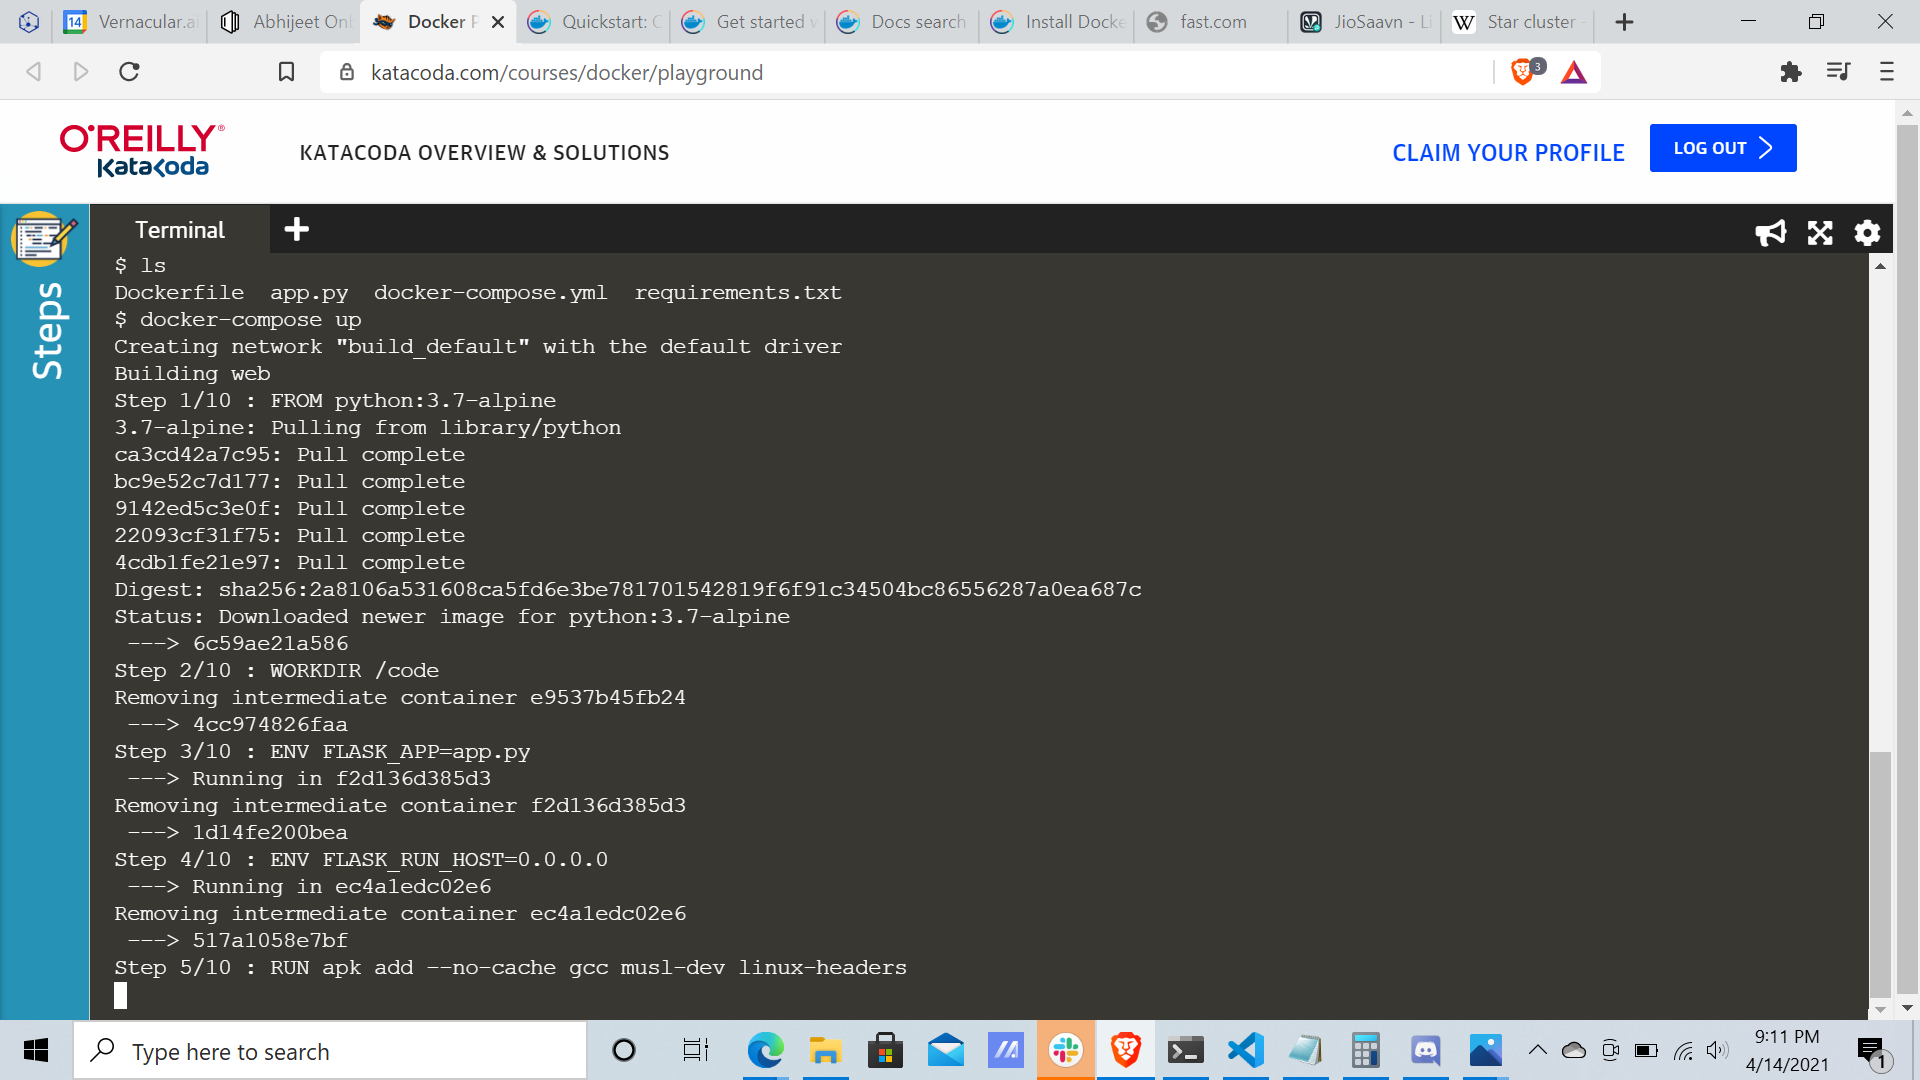 14 Vernacular.ai
Abhijeet Onb
Docker P
Quickstart: C
Get started w
Docs search
Install Docke
fast.com
JioSaavn - Li
W Star cluster -
katacoda.com/courses/docker/playground
3
O'REILLY®
Katacoda
KATACODA OVERVIEW & SOLUTIONS
CLAIM YOUR PROFILE
LOG OUT
Steps
Terminal
$ ls
Dockerfile  app.py  docker-compose.yml  requirements.txt
$ docker-compose up
Creating network "build_default" with the default driver
Building web
Step 1/10 : FROM python:3.7-alpine
3.7-alpine: Pulling from library/python
ca3cd42a7c95: Pull complete
bc9e52c7d177: Pull complete
9142ed5c3e0f: Pull complete
22093cf31f75: Pull complete
4cdb1fe21e97: Pull complete
Digest: sha256:2a8106a531608ca5fd6e3be781701542819f6f91c34504bc86556287a0ea687c
Status: Downloaded newer image for python:3.7-alpine
 ---> 6c59ae21a586
Step 2/10 : WORKDIR /code
Removing intermediate container e9537b45fb24
 ---> 4cc974826faa
Step 3/10 : ENV FLASK_APP=app.py
 ---> Running in f2d136d385d3
Removing intermediate container f2d136d385d3
 ---> 1d14fe200bea
Step 4/10 : ENV FLASK_RUN_HOST=0.0.0.0
 ---> Running in ec4a1edc02e6
Removing intermediate container ec4a1edc02e6
 ---> 517a1058e7bf
Step 5/10 : RUN apk add --no-cache gcc musl-dev linux-headers
Type here to search
9:11 PM
4/14/2021
1